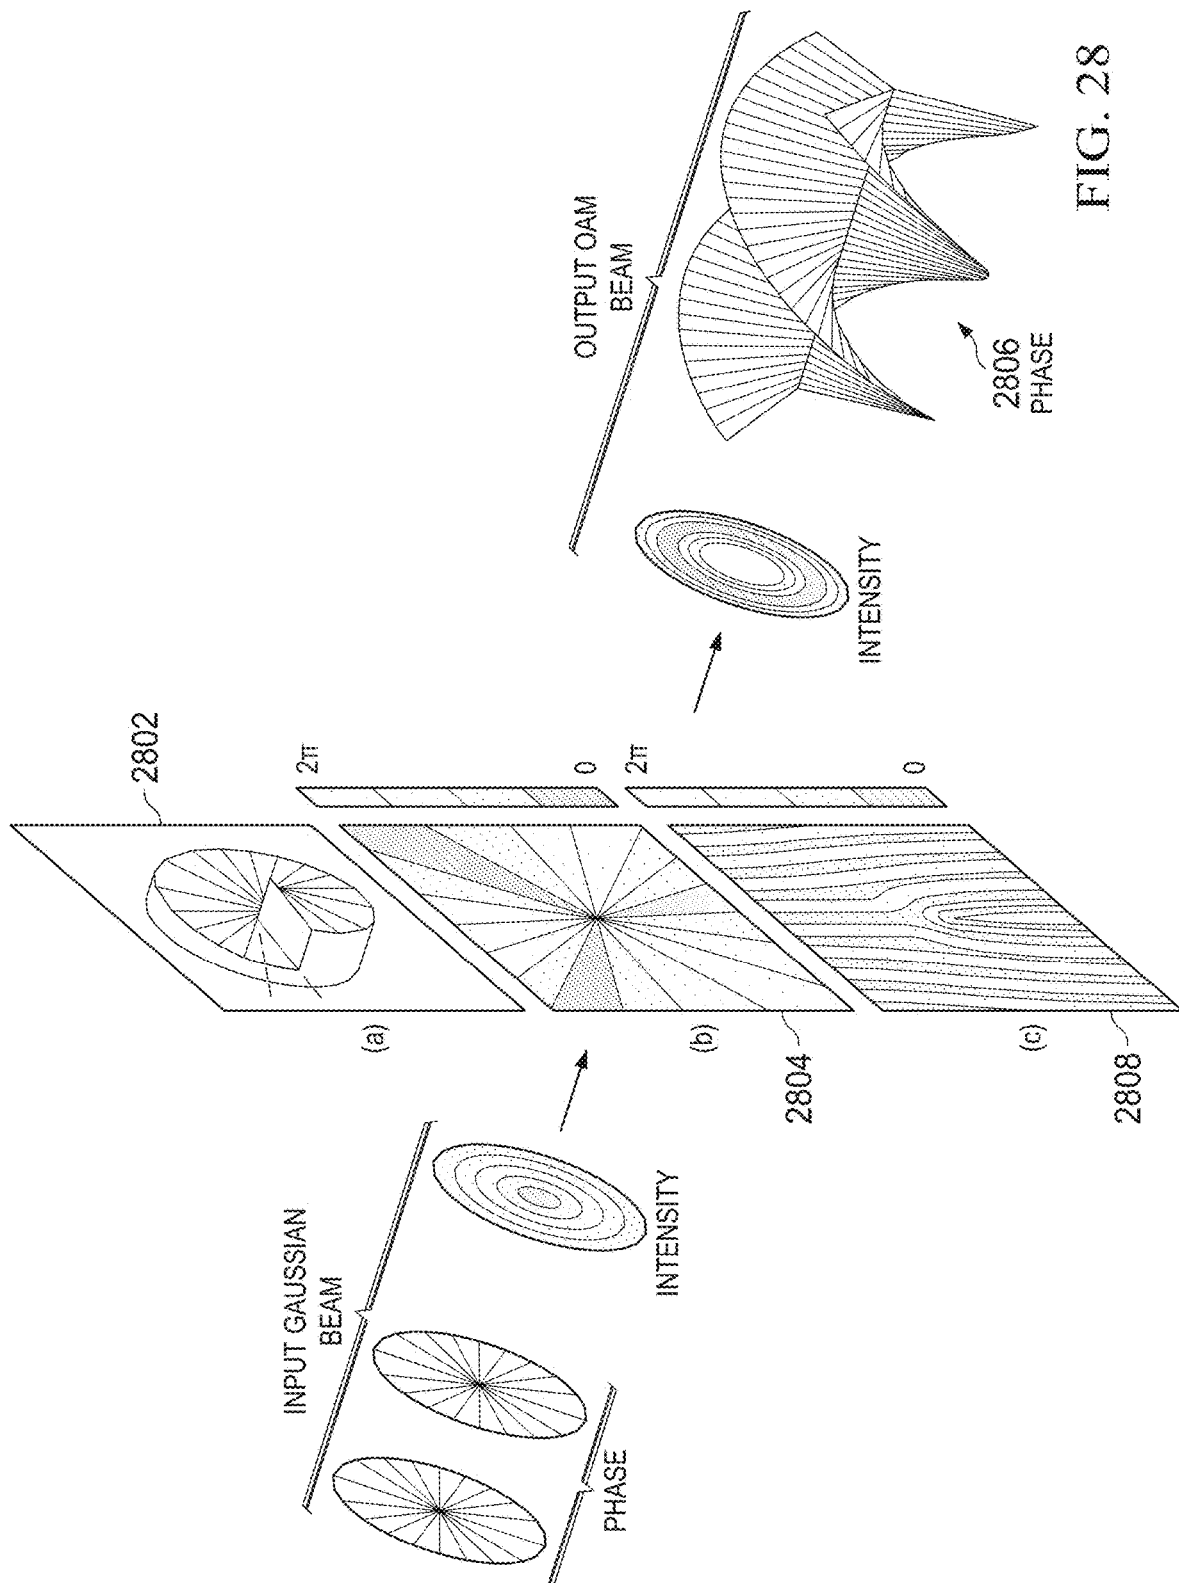 INPUT GAUSSIAN
BEAM
PHASE
INTENSITY
(a)
2802
2π
0
(b)
2804
2π
0
(c)
2808
OUTPUT OAM
BEAM
INTENSITY
2806
PHASE
FIG. 28